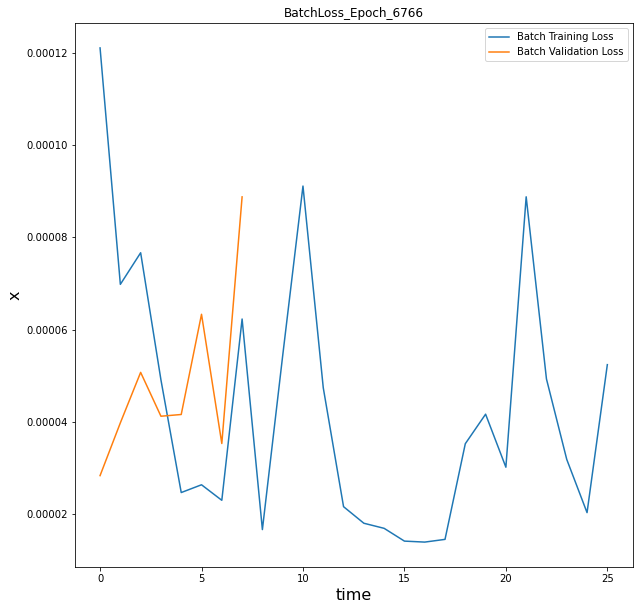 BatchLoss_Epoch_6766
Batch Training Loss
Batch Validation Loss
0.00012
0.00010
0.00008
0.00006
0.00004
0.00002
x
0 5 10 15 20 25
time